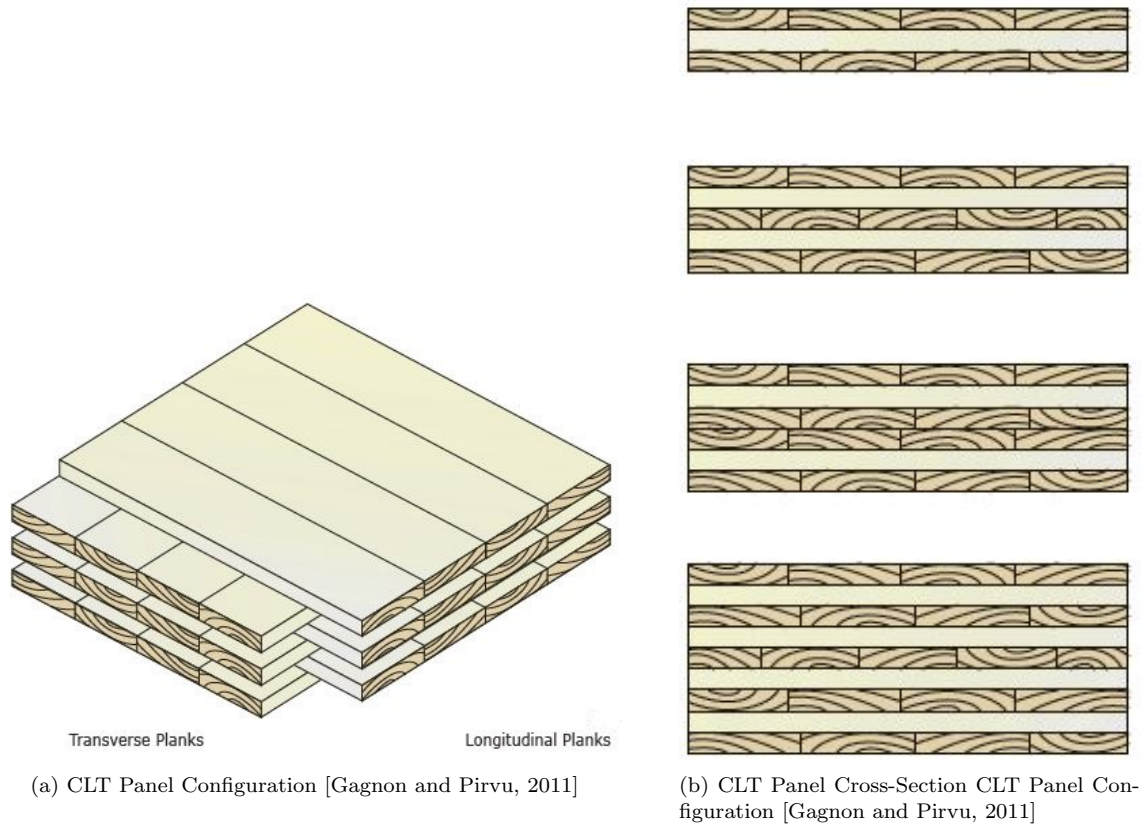 Transverse Planks
Longitudinal Planks
(a) CLT Panel Configuration [Gagnon and Pirvu, 2011]
(b) CLT Panel Cross-Section CLT Panel Con-
figuration [Gagnon and Pirvu, 2011]